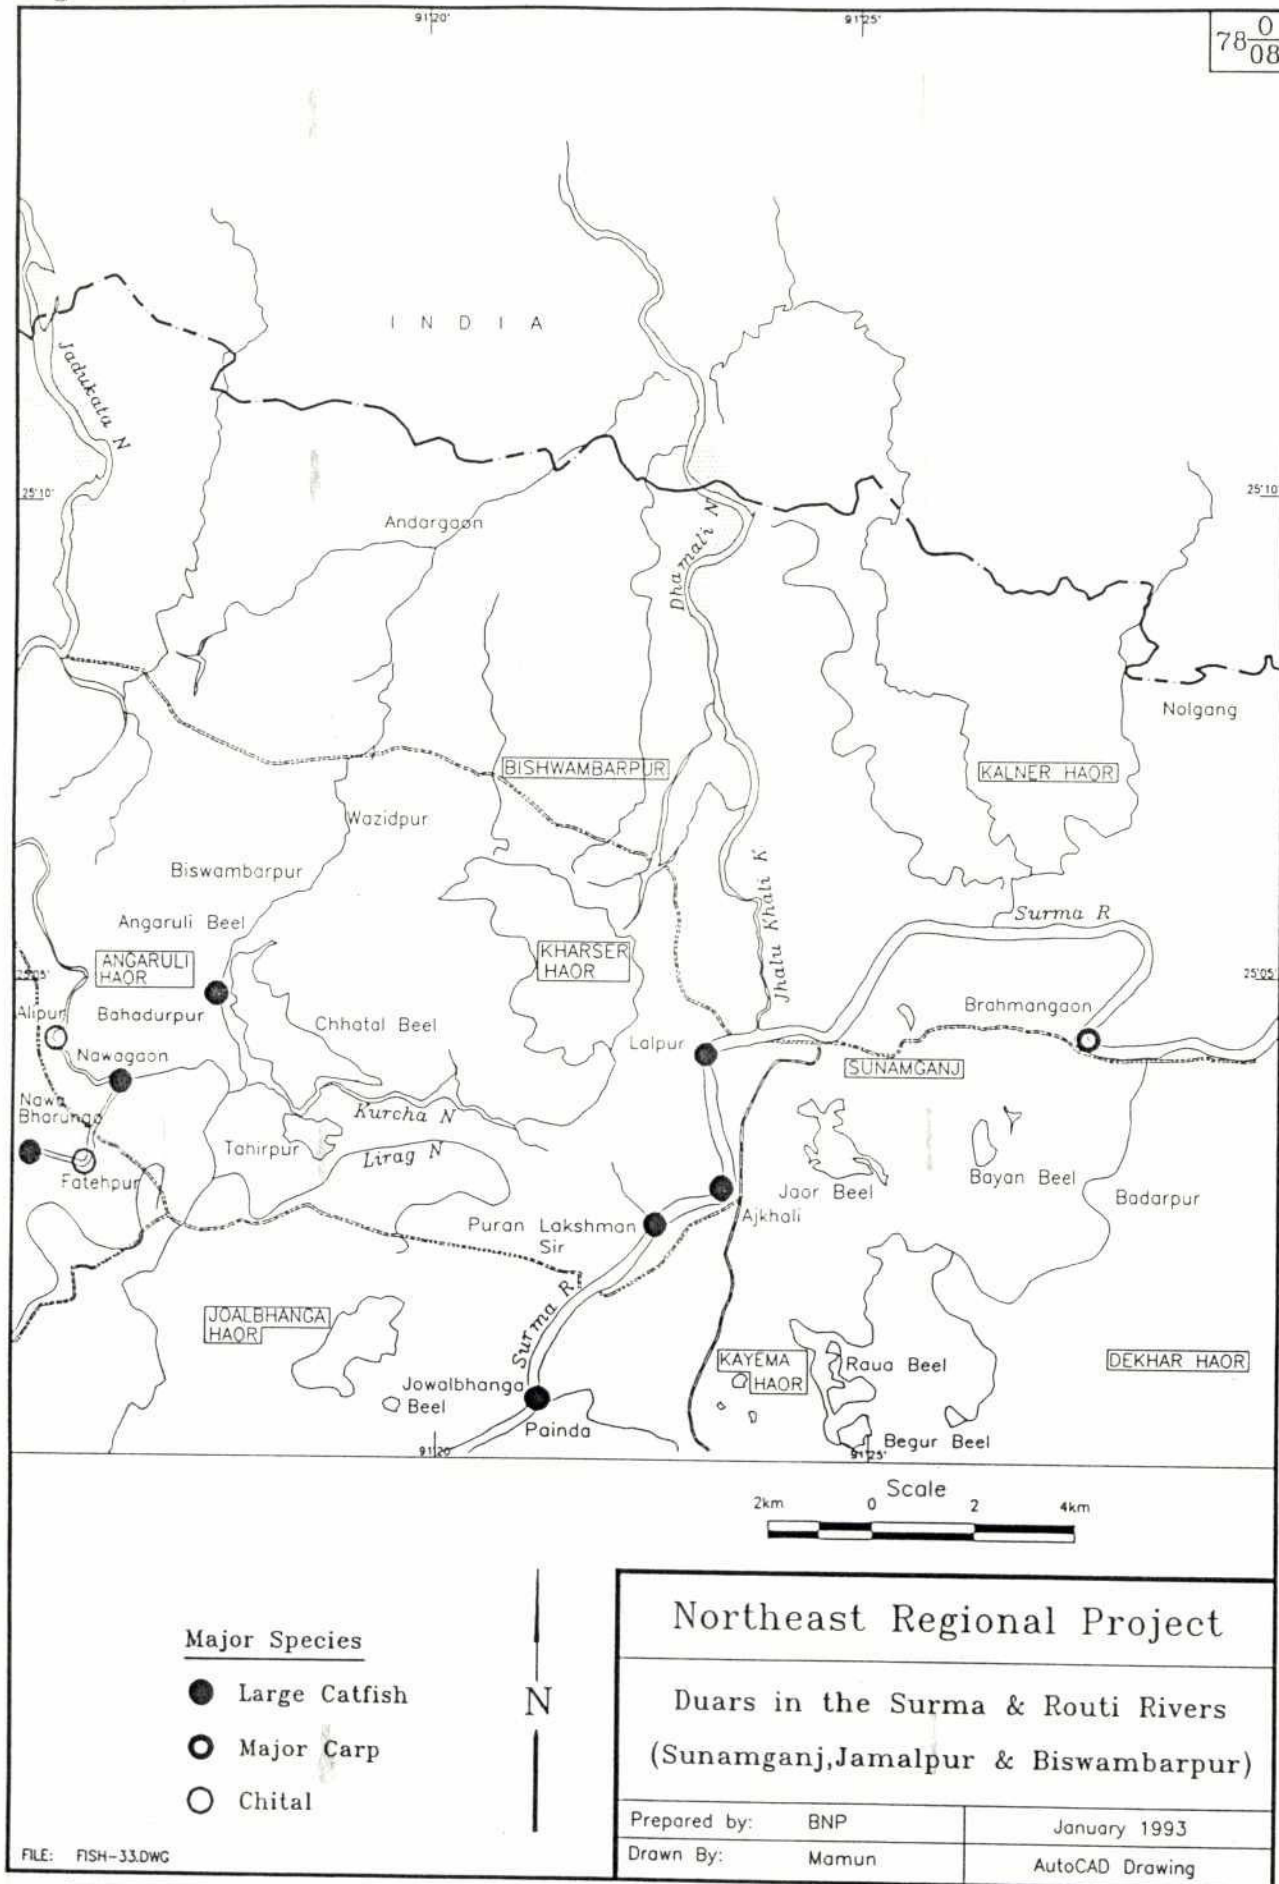 91°20'
91°25'
78 0/08
I N D I A
Jadukata N
25°10'
25°10'
Andargaon
Dhamali N
Nolgang
BISHWAMBARPUR
KALNER HAOR
Wazidpur
Biswambarpur
Jhalu Khali K
Angaruli Beel
Surma R
ANGARULI
HAOR
KHARSER
HAOR
25°05'
25°05'
Alipur
Bahadurpur
Chhatal Beel
Brahmangaon
Lalpur
Nawagaon
SUNAMGANJ
Nawa
Bharunga
Kurcha N
Tahirpur
Lirag N
Fatehpur
Jaor Beel
Bayan Beel
Badarpur
Ajkhali
Puran Lakshman
Sir
Surma R
JOALBHANGA
HAOR
KAYEMA
HAOR
Raua Beel
DEKHAR HAOR
Jowalbhanga
Beel
Painda
Begur Beel
91°20'
91°25'
Scale
2km 0 2 4km
Major Species
Large Catfish
Major Carp
Chital
N
Northeast Regional Project
Duars in the Surma & Routi Rivers
(Sunamganj,Jamalpur & Biswambarpur)
Prepared by: BNP
January 1993
Drawn By: Mamun
AutoCAD Drawing
FILE: FISH-33.DWG